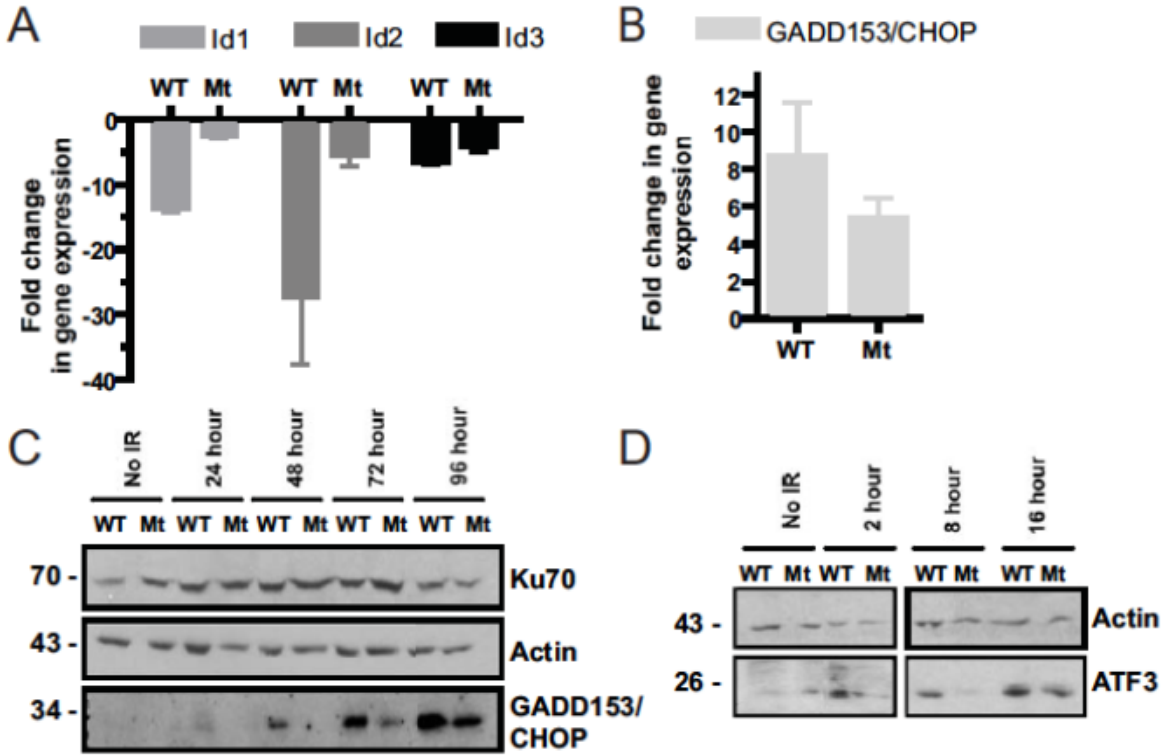 A
Id1 Id2 Id3
WT Mt WT Mt WT Mt
0
-10
-20
-30
-40
Fold change
in gene expression
B
GADD153/CHOP
12
10
8
6
4
2
0
Fold change in gene
expression
WT Mt
C
No IR 24 hour 48 hour 72 hour 96 hour
WT Mt WT Mt WT Mt WT Mt WT Mt
70 - Ku70
43 - Actin
34 - GADD153/
CHOP
D
No IR 2 hour 8 hour 16 hour
WT Mt WT Mt WT Mt WT Mt
43 - Actin
26 - ATF3